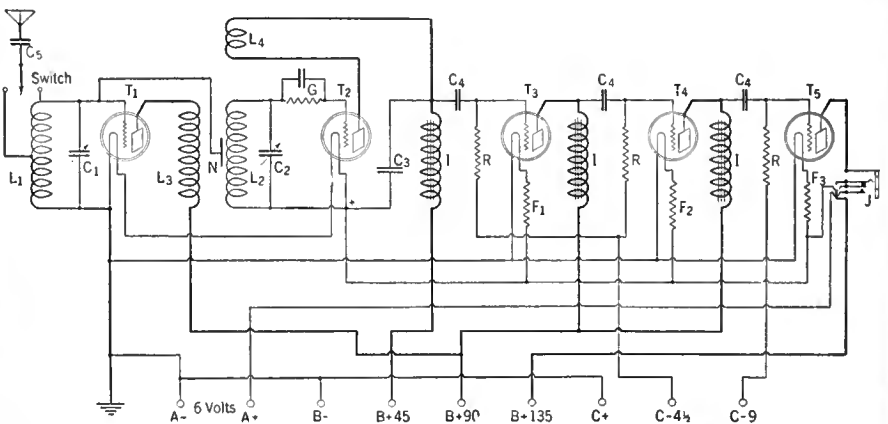 L4
C5
Switch
T1
G
T2
C4
T3
C4
T4
C4
T5
L1
C1
L3
N
L2
C2
C3
I
R
I
R
I
R
F3
J
F1
F2
+
A-
6 Volts
A+
B-
B+45
B+90
B+135
C+
C-4½
C-9